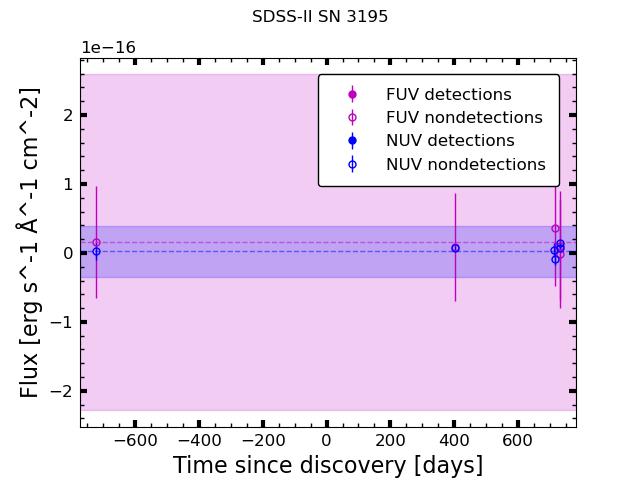 SDSS-II SN 3195
1e−16
FUV detections
FUV nondetections
NUV detections
NUV nondetections
2
1
0
−1
−2
Flux [erg s^-1 Å^-1 cm^-2]
−600 −400 −200 0 200 400 600
Time since discovery [days]